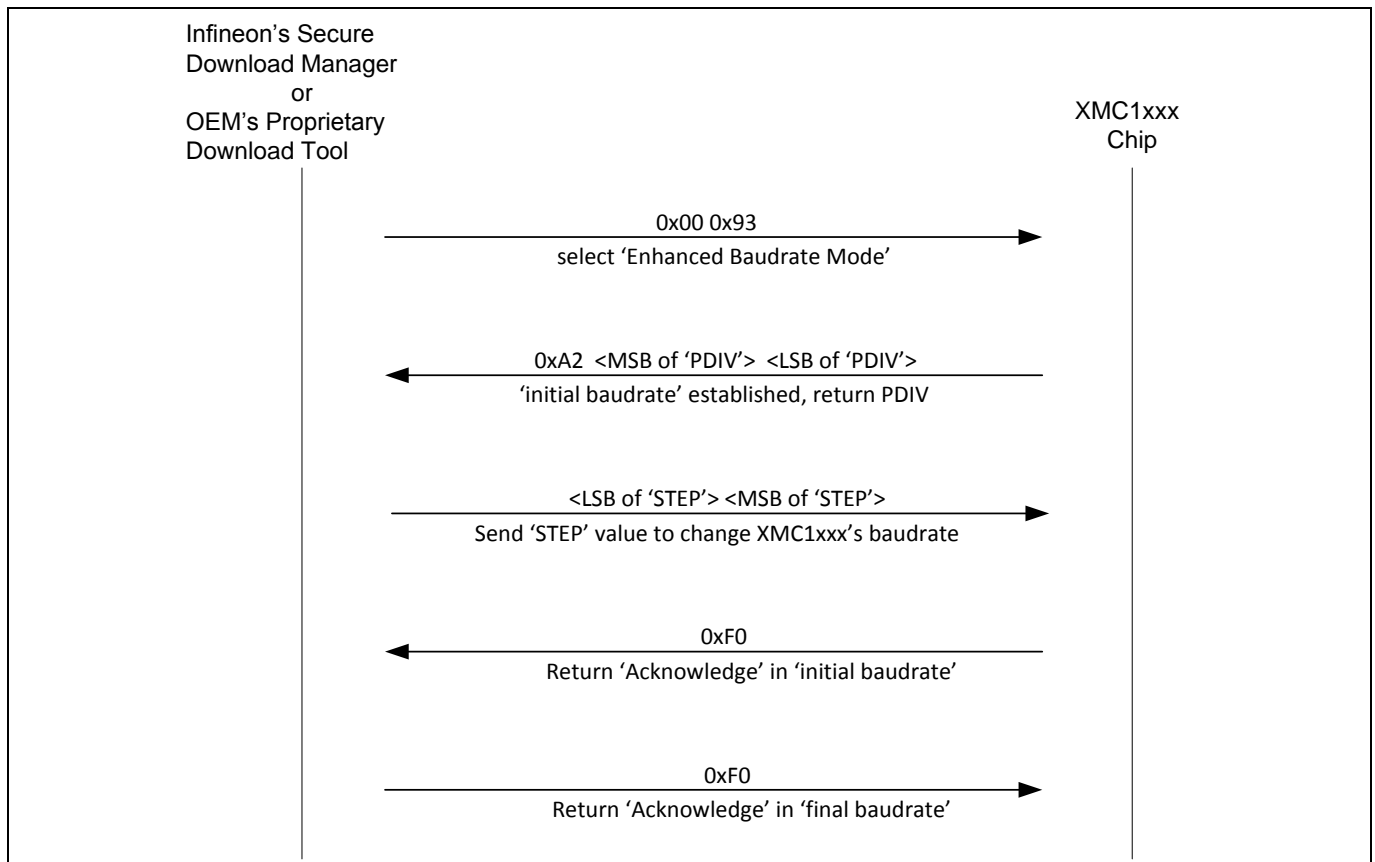 Infineon's Secure
Download Manager
or
OEM's Proprietary
Download Tool
XMC1xxx
Chip
0x00 0x93
select ‘Enhanced Baudrate Mode’
0xA2 <MSB of ‘PDIV’> <LSB of ‘PDIV’>
‘initial baudrate’ established, return PDIV
<LSB of ‘STEP’> <MSB of ‘STEP’>
Send ‘STEP’ value to change XMC1xxx’s baudrate
0xF0
Return ‘Acknowledge’ in ‘initial baudrate’
0xF0
Return ‘Acknowledge’ in ‘final baudrate’